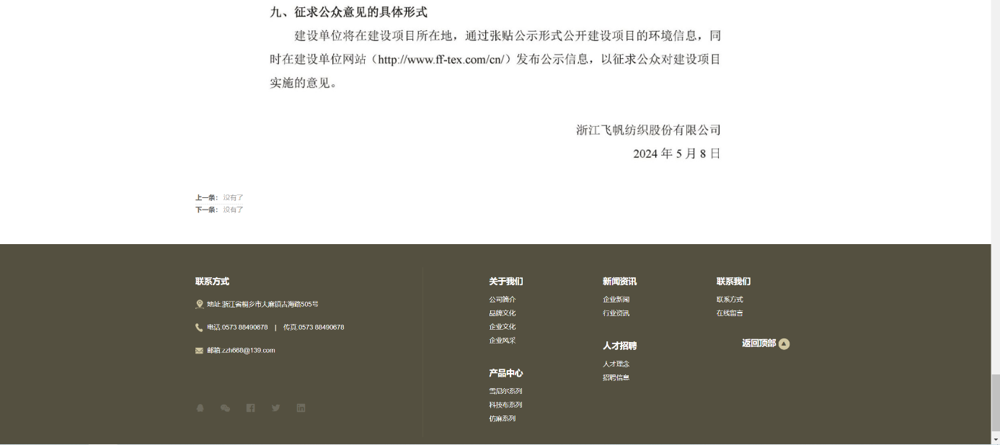 九、征求公众意见的具体形式
建设单位将在建设项目所在地，通过张贴公示形式公开建设项目的环境信息，同
时在建设单位网站（http://www.ff-tex.com/cn/）发布公示信息，以征求公众对建设项目
实施的意见。
浙江飞帆纺织股份有限公司
2024 年 5 月 8 日
上一条： 没有了
下一条： 没有了
联系方式
地址.浙江省桐乡市大麻镇吉海路505号
电话.0573 88490678 | 传真.0573 88490678
邮箱.zzh668@139.com
关于我们
公司简介
品牌文化
企业文化
企业风采
产品中心
雪尼尔系列
科技布系列
仿麻系列
新闻资讯
企业新闻
行业资讯
人才招聘
人才理念
招聘信息
联系我们
联系方式
在线留言
返回顶部